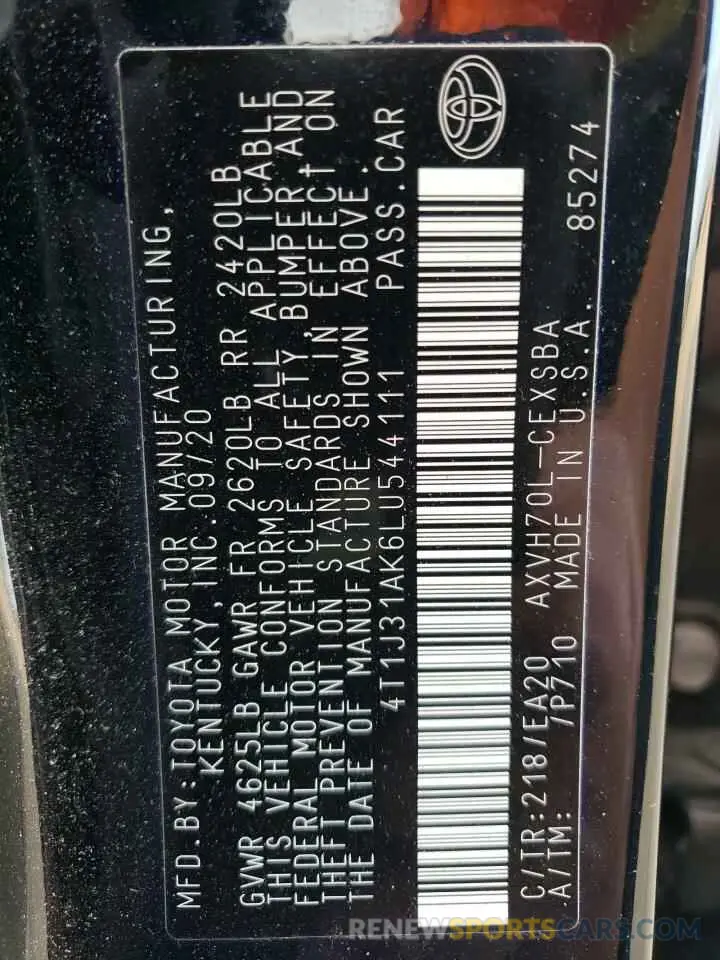 MFD.BY:TOYOTA MOTOR MANUFACTURING,
KENTUCKY, INC.09/20
GVWR 4625LB GAWR FR 2620LB RR 2420LB
THIS VEHICLE CONFORMS TO ALL APPLICABLE
FEDERAL MOTOR VEHICLE SAFETY,BUMPER AND
THEFT PREVENTION STANDARDS IN EFFECT ON
THE DATE OF MANUFACTURE SHOWN ABOVE.
4T1J31AK6LU544111 PASS.CAR
C/IR:218/EA20 AXVH70L-CEXSBA 85274
A/TM: /P710 MADE IN U.S.A.
RENEWSPORTSCARS.COM